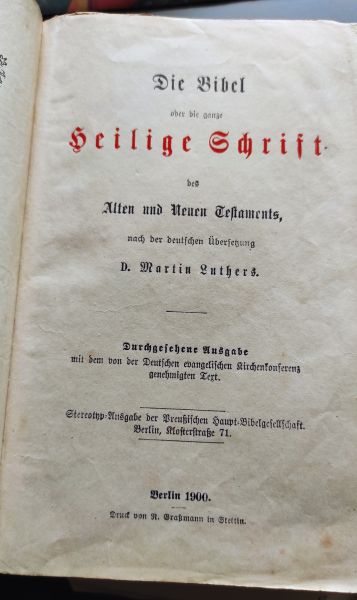 Die Bibel
oder die ganze
Heilige Schrift
des
Alten und Neuen Testaments,
nach der deutschen Übersetzung
D. Martin Luthers.
Durchgesehene Ausgabe
mit dem von der Deutschen evangelischen Kirchenkonferenz
genehmigten Text.
Stereotyp-Ausgabe der Preußischen Haupt-Bibelgesellschaft.
Berlin, Klosterstraße 71.
Berlin 1900.
Druck von R. Graßmann in Stettin.